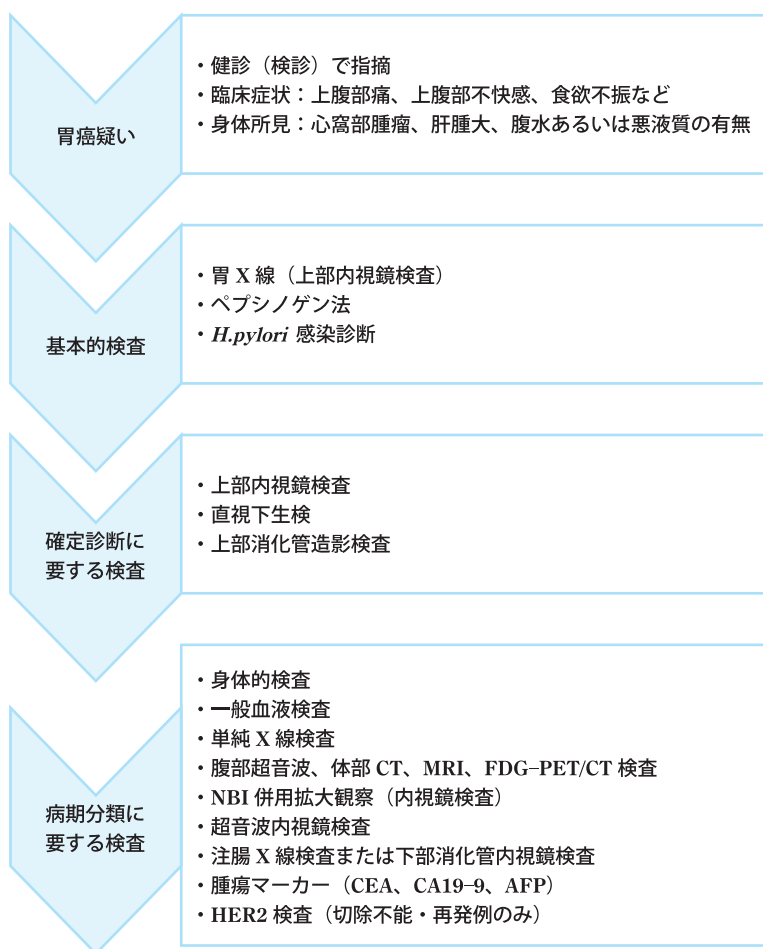 胃癌疑い
・健診（検診）で指摘
・臨床症状：上腹部痛、上腹部不快感、食欲不振など
・身体所見：心窩部腫瘤、肝腫大、腹水あるいは悪液質の有無
基本的検査
・胃 X 線（上部内視鏡検査）
・ペプシノゲン法
・H.pylori 感染診断
確定診断に
要する検査
・上部内視鏡検査
・直視下生検
・上部消化管造影検査
病期分類に
要する検査
・身体的検査
・一般血液検査
・単純 X 線検査
・腹部超音波、体部 CT、MRI、FDG–PET/CT 検査
・NBI 併用拡大観察（内視鏡検査）
・超音波内視鏡検査
・注腸 X 線検査または下部消化管内視鏡検査
・腫瘍マーカー（CEA、CA19–9、AFP）
・HER2 検査（切除不能・再発例のみ）